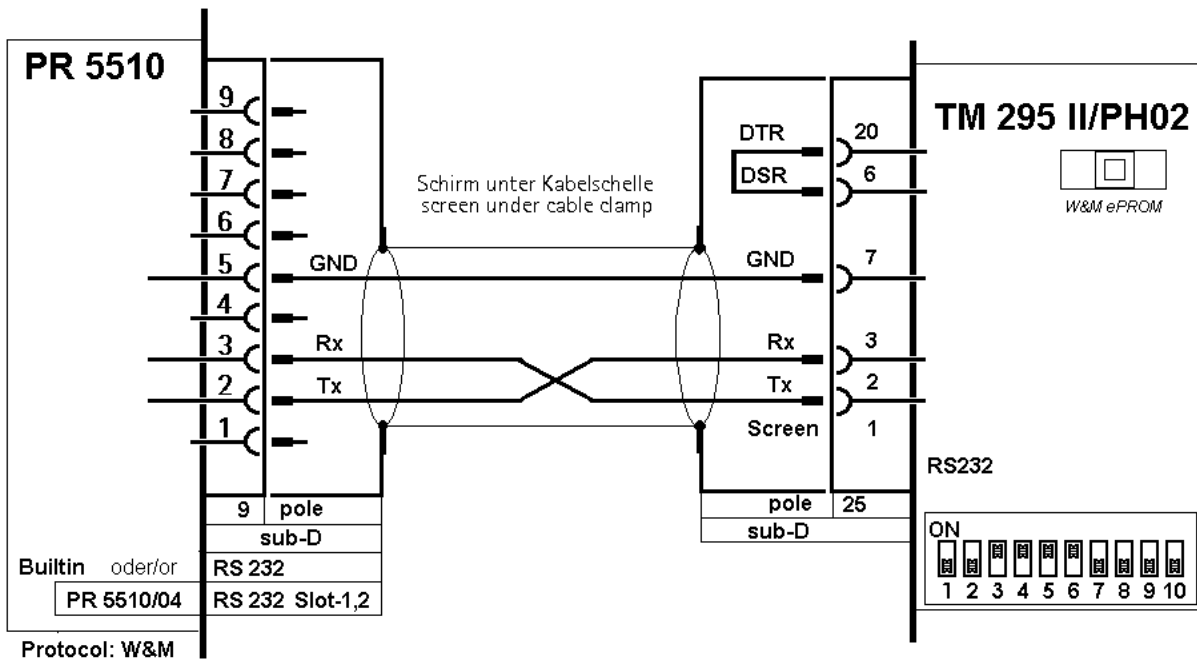 PR 5510
9
8
7
6
5 GND
4
3 Rx
2 Tx
1
9 pole
sub-D
Builtin oder/or RS 232
PR 5510/04 RS 232 Slot-1,2
Protocol: W&M
Schirm unter Kabelschelle
screen under cable clamp
DTR 20
DSR 6
GND 7
Rx 3
Tx 2
Screen 1
pole 25
sub-D
TM 295 II/PH02
W&M ePROM
RS232
ON
1 2 3 4 5 6 7 8 9 10